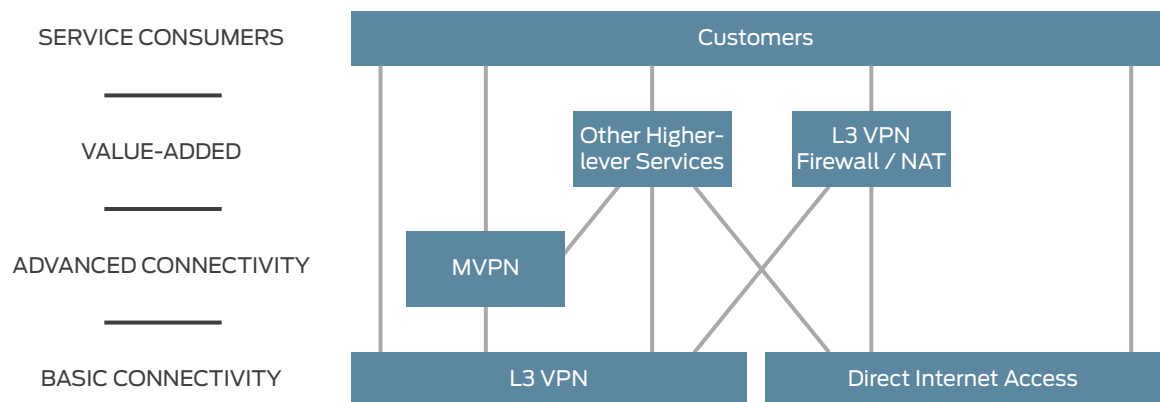 SERVICE CONSUMERS
Customers
VALUE-ADDED
Other Higher-
lever Services
L3 VPN
Firewall / NAT
ADVANCED CONNECTIVITY
MVPN
BASIC CONNECTIVITY
L3 VPN
Direct Internet Access